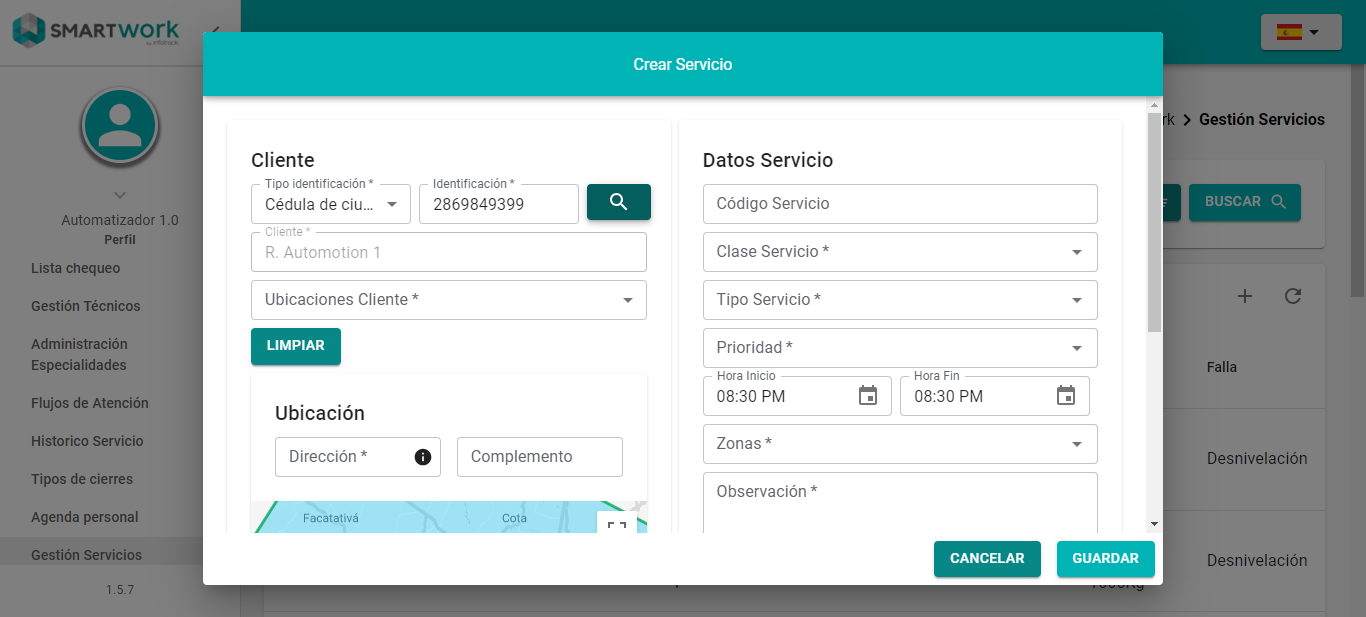 SMARTwork
by infotrack
Crear Servicio
rk > Gestión Servicios
Automatizador 1.0
Perfil
Lista chequeo
Gestión Técnicos
Administración
Especialidades
Flujos de Atención
Historico Servicio
Tipos de cierres
Agenda personal
Gestión Servicios
1.5.7
Cliente
Tipo identificación *
Cédula de ciu...
Identificación *
2869849399
Cliente *
R. Automotion 1
Ubicaciones Cliente *
LIMPIAR
Ubicación
Dirección *
Complemento
Facatativá
Cota
Datos Servicio
Código Servicio
Clase Servicio *
Tipo Servicio *
Prioridad *
Hora Inicio
08:30 PM
Hora Fin
08:30 PM
Zonas *
Observación *
CANCELAR
GUARDAR
BUSCAR
Falla
Desnivelación
Desnivelación